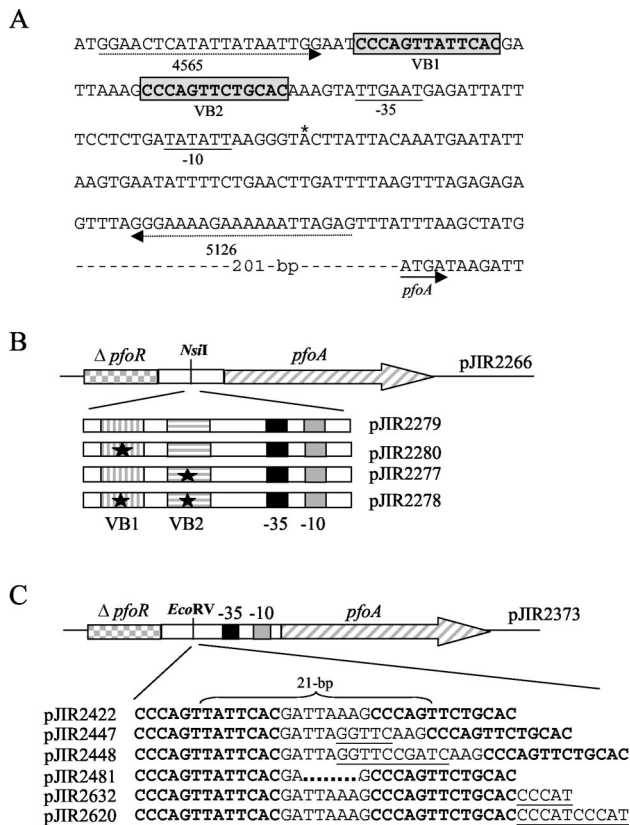 A
ATGGAACTCATATTATAATTGGAATCCCAGTTATTCACGA
4565 VB1
TTAAAGCCCAGTTCTGCACAAAGTATTGAATGAGATTATT
VB2 -35
*
TCCTCTGATATATTAAGGGTACTTATTACAAATGAATATT
-10
AAGTGAATATTTTCTGAACTTGATTTTAAGTTTAGAGAGA
GTTTAGGGAAAAGAAAAAATTAGAGTTTATTTAAGCTATG
5126
------------201-bp ----------ATGATAAGATT
pfoA
B
Δ pfoR NsiI pfoA pJIR2266
pJIR2279
pJIR2280
pJIR2277
pJIR2278
VB1 VB2 -35 -10
C
Δ pfoR EcoRV -35 -10 pfoA pJIR2373
21-bp
pJIR2422 CCCAGTTATTCACGATTAAAGCCCAGTTCTGCAC
pJIR2447 CCCAGTTATTCACGATTAGGTTCAAGCCCAGTTCTGCAC
pJIR2448 CCCAGTTATTCACGATTAGGTTCCGATCAAGCCCAGTTCTGCAC
pJIR2481 CCCAGTTATTCACGA.........GCCCAGTTCTGCAC
pJIR2632 CCCAGTTATTCACGATTAAAGCCCAGTTCTGCACCCCAT
pJIR2620 CCCAGTTATTCACGATTAAAGCCCAGTTCTGCACCCCATCCCAT